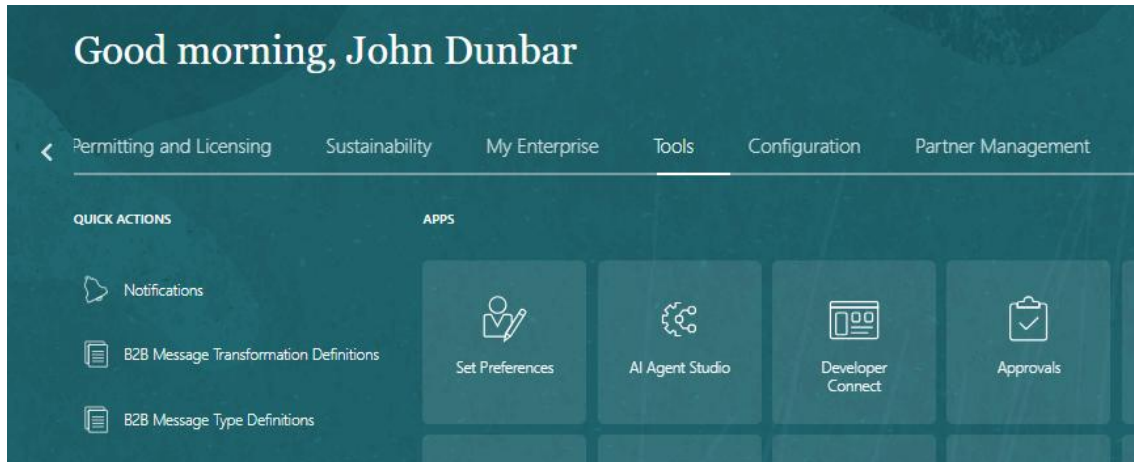 Good morning, John Dunbar
Permitting and Licensing Sustainability My Enterprise Tools Configuration Partner Management
QUICK ACTIONS
Notifications
B2B Message Transformation Definitions
B2B Message Type Definitions
APPS
Set Preferences
AI Agent Studio
Developer
Connect
Approvals